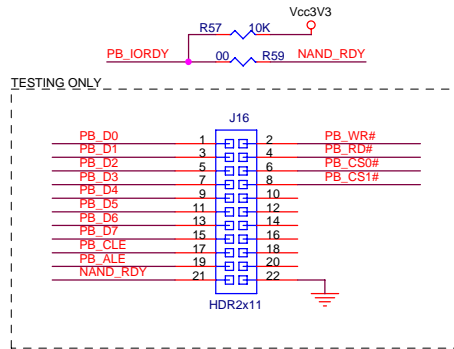 Vcc3V3
R57 10K
PB_IORDY 00 R59 NAND_RDY
TESTING ONLY
J16
PB_D0 1 2 PB_WR#
PB_D1 3 4 PB_RD#
PB_D2 5 6 PB_CS0#
PB_D3 7 8 PB_CS1#
PB_D4 9 10
PB_D5 11 12
PB_D6 13 14
PB_D7 15 16
PB_CLE 17 18
PB_ALE 19 20
NAND_RDY 21 22
HDR2x11